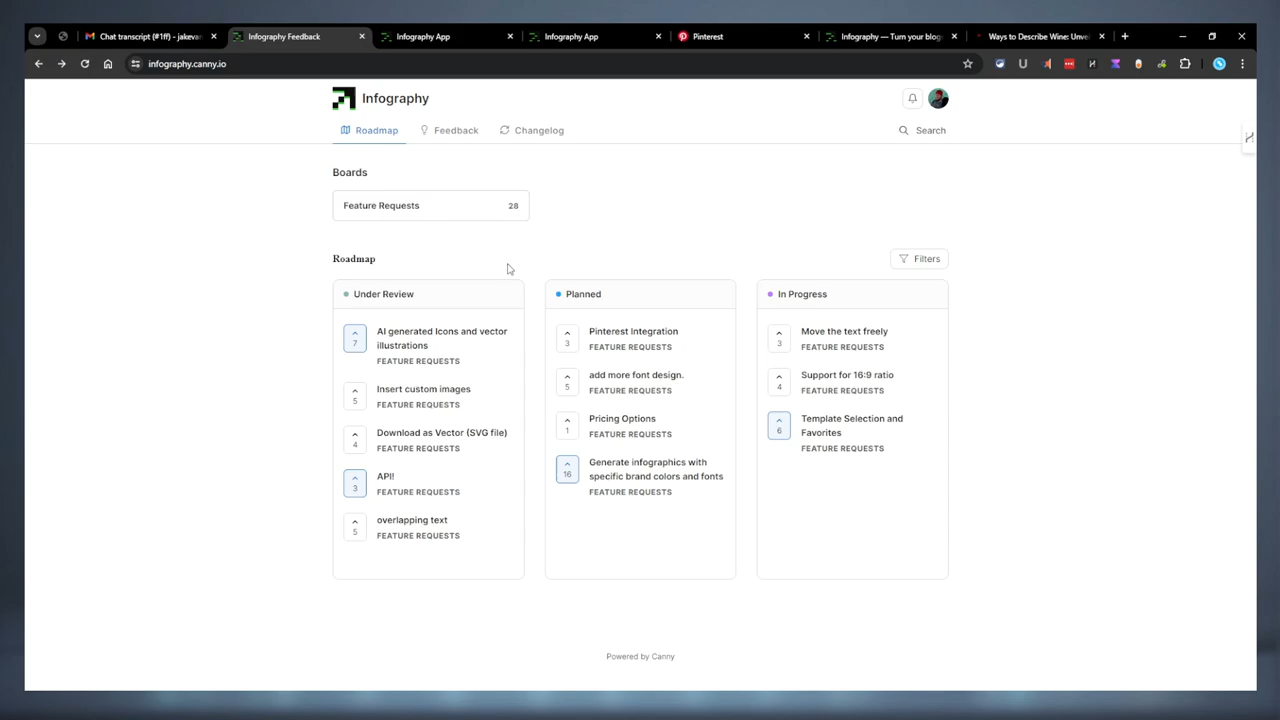 Chat transcript (#1ff) - jakeva
Infography Feedback
Infography App
Infography App
Pinterest
Infography — Turn your blog
Ways to Describe Wine: Unvei
infography.canny.io
Infography
Roadmap
Feedback
Changelog
Search
Boards
Feature Requests
28
Roadmap
Filters
Under Review
7
AI generated Icons and vector
illustrations
FEATURE REQUESTS
5
Insert custom images
FEATURE REQUESTS
4
Download as Vector (SVG file)
FEATURE REQUESTS
3
API!!
FEATURE REQUESTS
5
overlapping text
FEATURE REQUESTS
Planned
3
Pinterest Integration
FEATURE REQUESTS
5
add more font design.
FEATURE REQUESTS
1
Pricing Options
FEATURE REQUESTS
16
Generate infographics with
specific brand colors and fonts
FEATURE REQUESTS
In Progress
3
Move the text freely
FEATURE REQUESTS
4
Support for 16:9 ratio
FEATURE REQUESTS
6
Template Selection and
Favorites
FEATURE REQUESTS
Powered by Canny